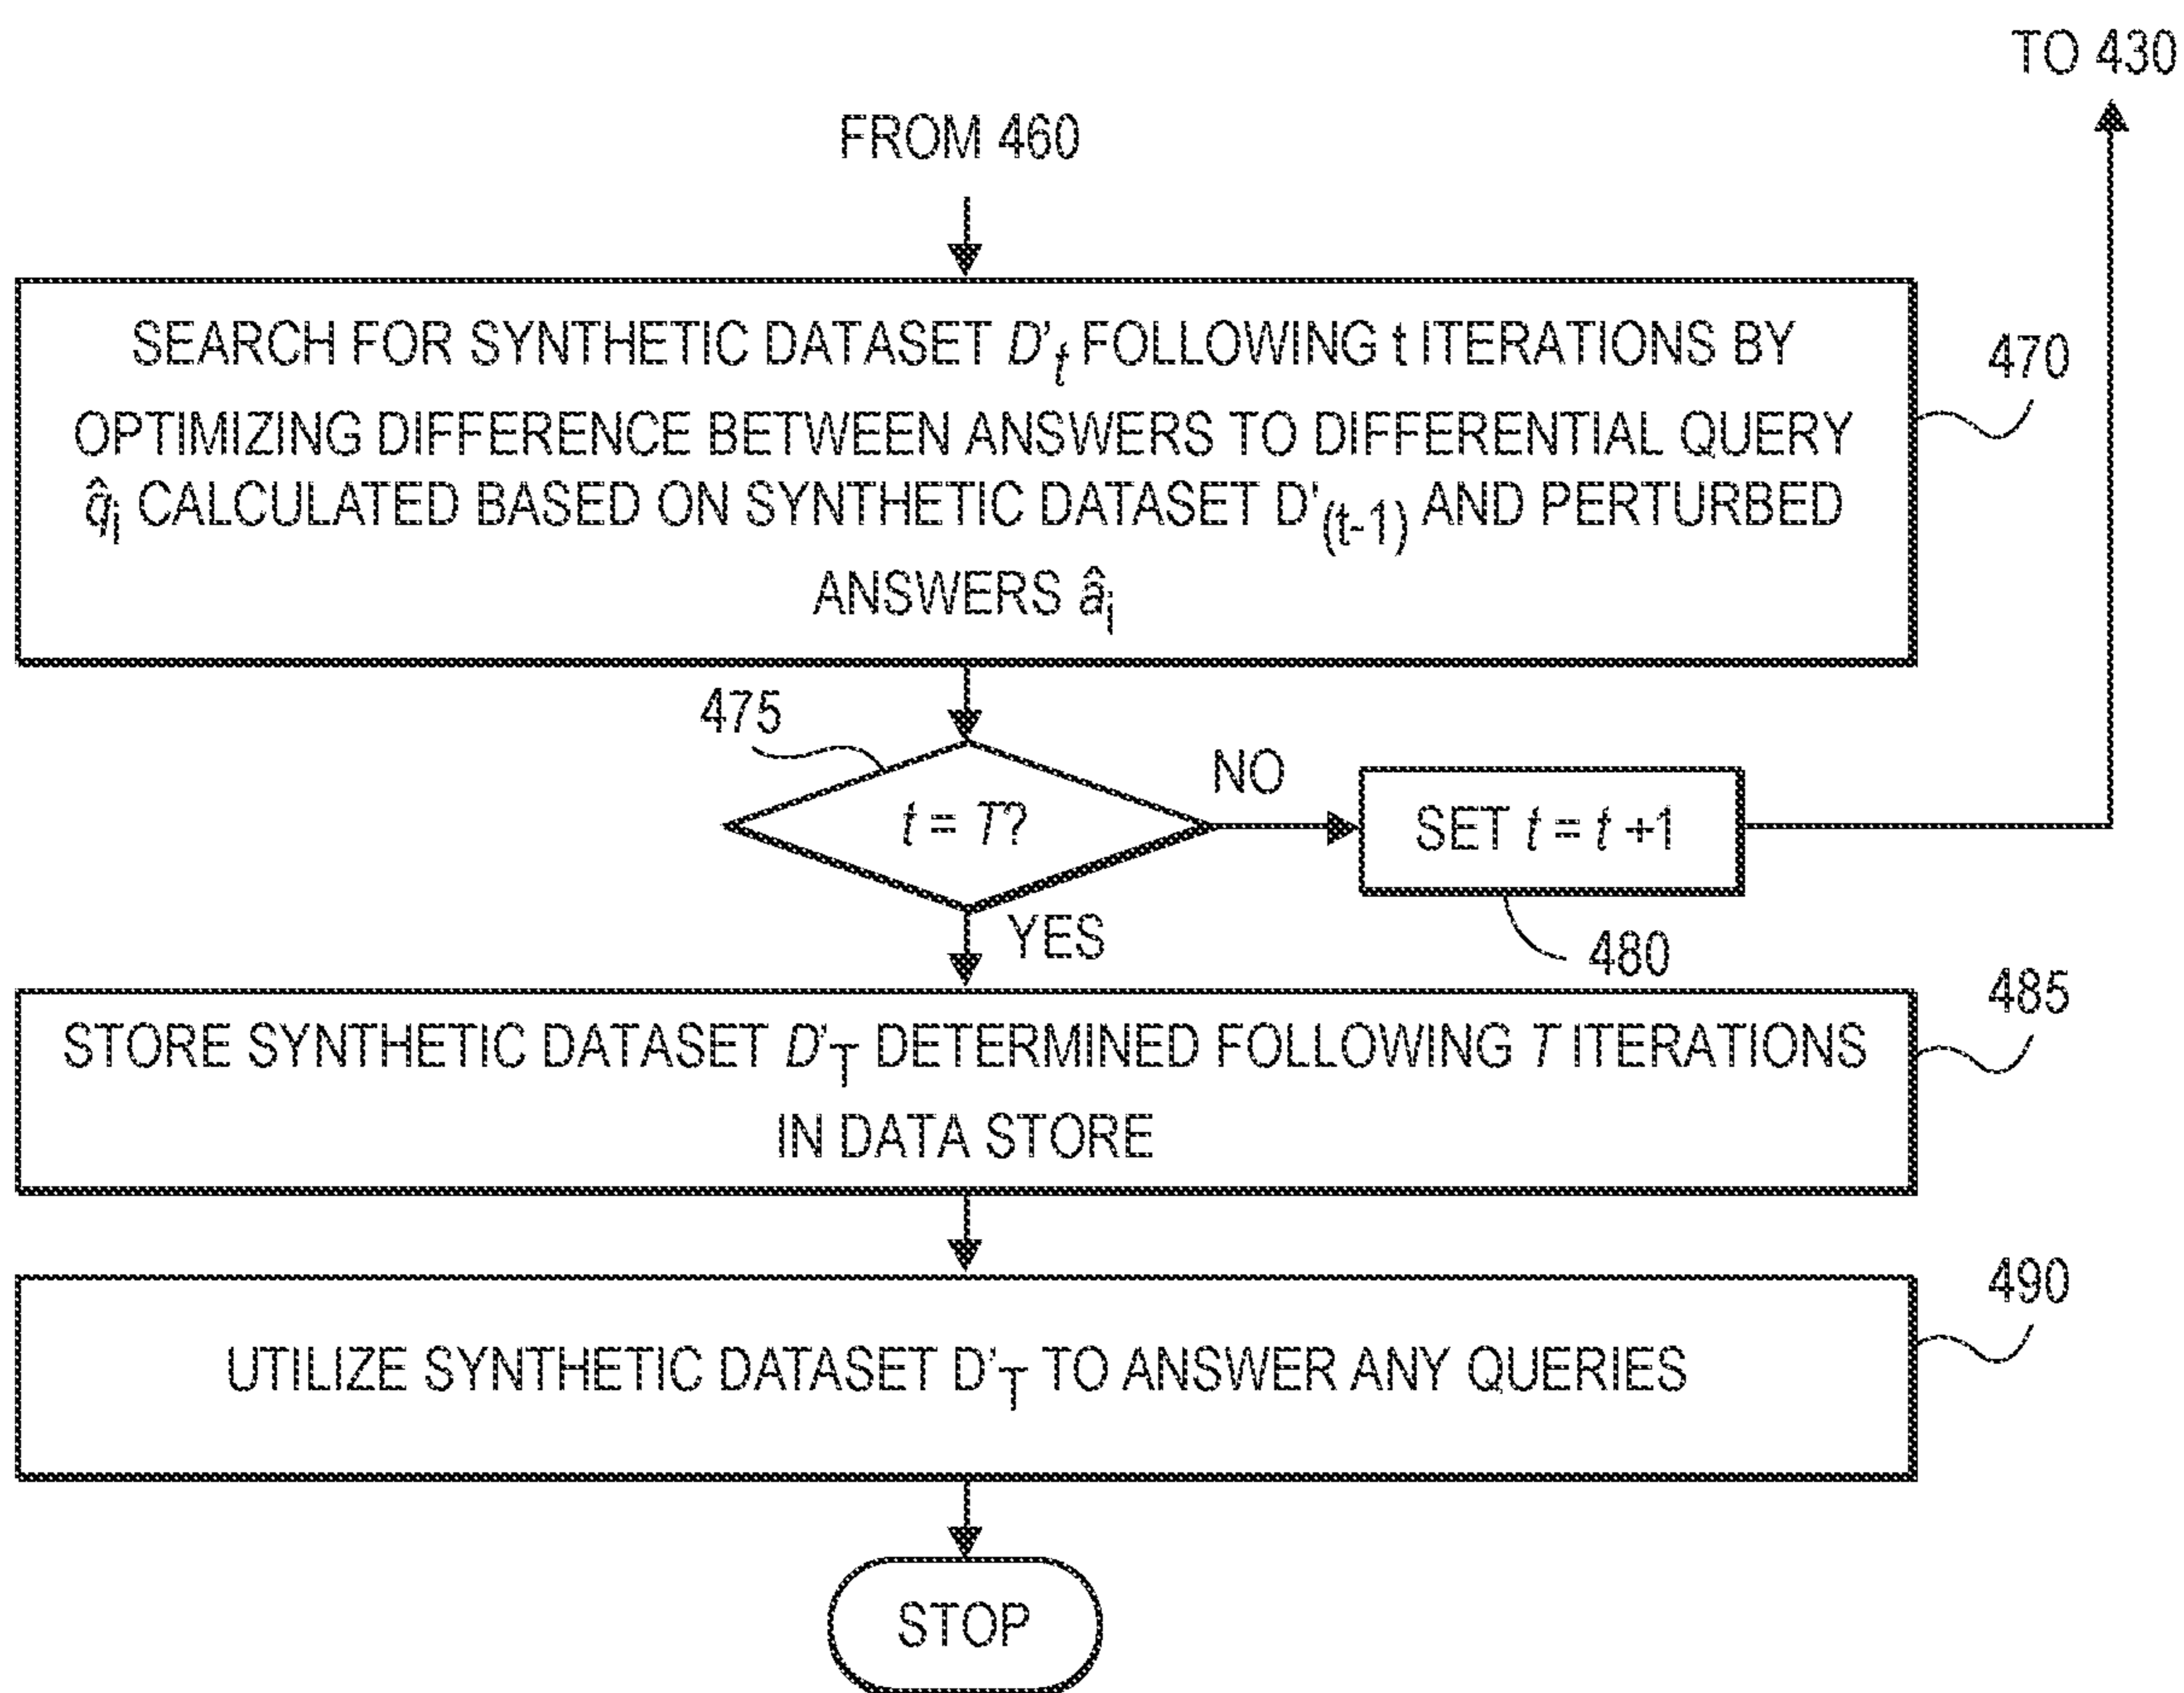 TO 430
FROM 460
SEARCH FOR SYNTHETIC DATASET D't FOLLOWING t ITERATIONS BY
OPTIMIZING DIFFERENCE BETWEEN ANSWERS TO DIFFERENTIAL QUERY
q̂i CALCULATED BASED ON SYNTHETIC DATASET D'(t-1) AND PERTURBED
ANSWERS âi
470
475
t = T?
NO
SET t = t +1
480
YES
STORE SYNTHETIC DATASET D'T DETERMINED FOLLOWING T ITERATIONS
IN DATA STORE
485
UTILIZE SYNTHETIC DATASET D'T TO ANSWER ANY QUERIES
490
STOP